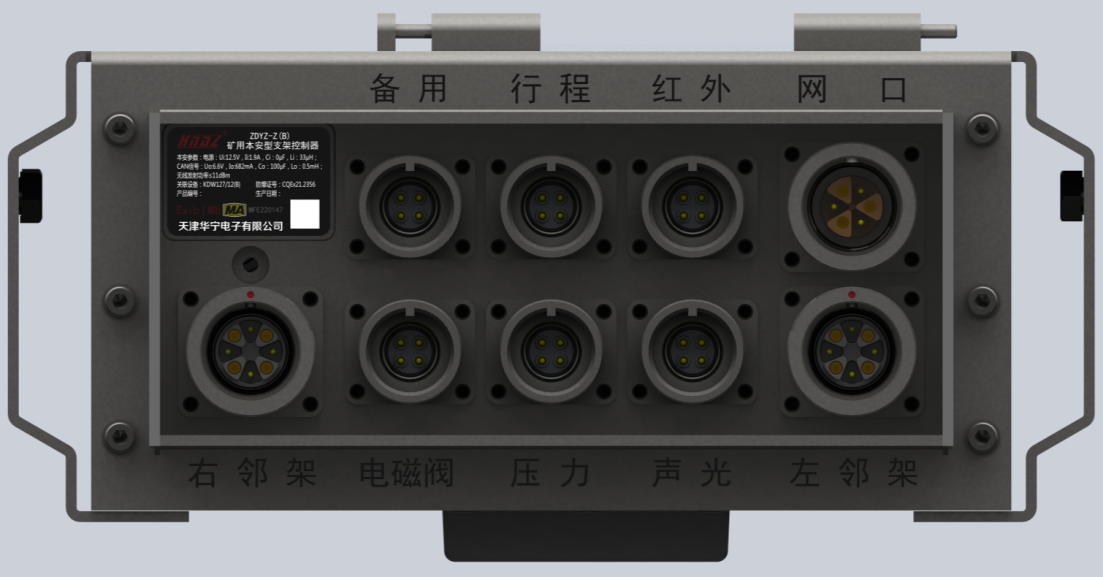 备用 行程 红外 网口
HNDZ®
ZDYZ-Z(B)
矿用本安型支架控制器
本安参数：电源：Ui:12.5V，Ii:1.9A，Ci：0μF，Li：33μH；
CAN信号：Uo:6.6V，Io:682mA，Co：100μF，Lo：0.5mH；
无线发射功率≤11dBm
关联设备：KDW127/12(B) 防爆证号：CQEx21.2356
产品编号： 生产日期：
MA
天津华宁电子有限公司
右邻架 电磁阀 压力 声光 左邻架